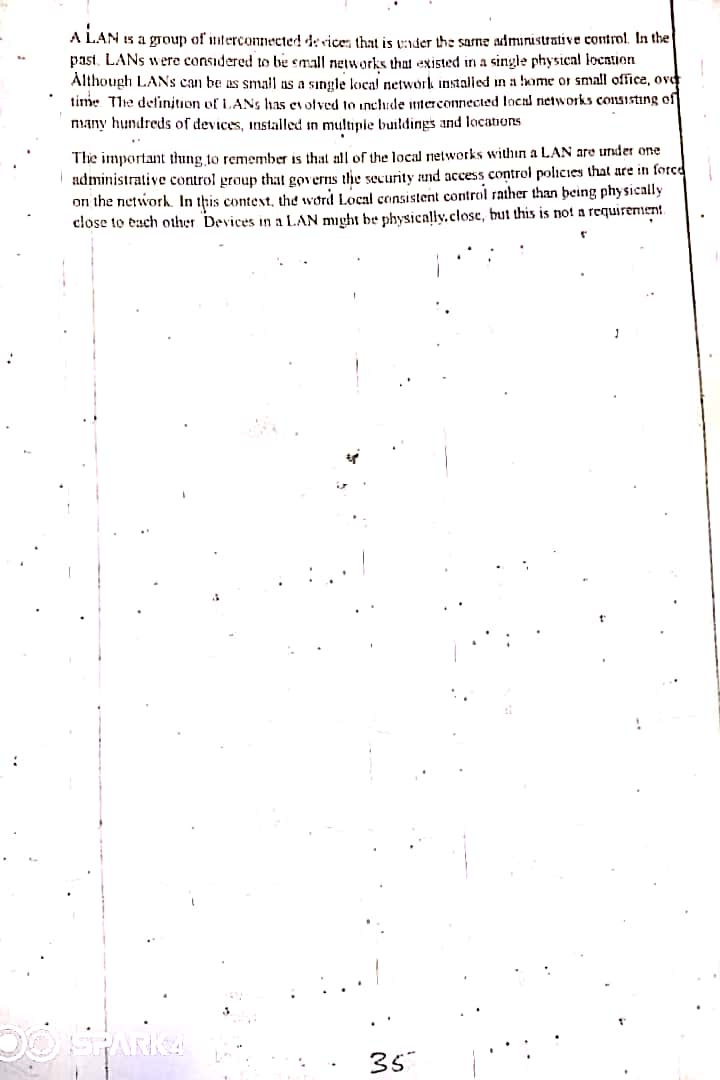 A LAN is a group of interconnected devices that is under the same administrative control. In the
past. LANs were considered to be small networks that existed in a single physical location
Although LANs can be as small as a single local network installed in a home or small office, over
time. The definition of LANs has evolved to include interconnected local networks consisting of
many hundreds of devices, installed in multiple buildings and locations
The important thing to remember is that all of the local networks within a LAN are under one
administrative control group that governs the security and access control policies that are in force
on the network. In this context, the word Local consistent control rather than being physically
close to each other. Devices in a LAN might be physically close, but this is not a requirement.
SPARK4
35